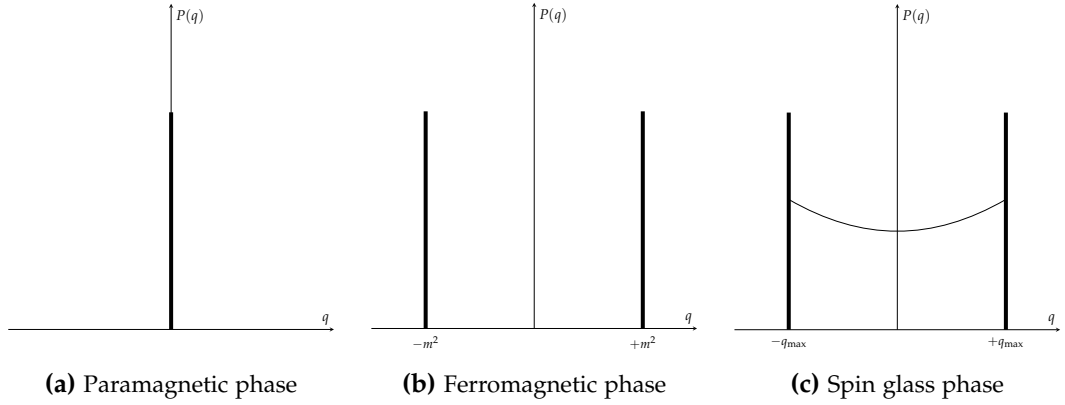 P(q)
q
(a) Paramagnetic phase
P(q)
q
−m²
+m²
(b) Ferromagnetic phase
P(q)
q
−q_max
+q_max
(c) Spin glass phase